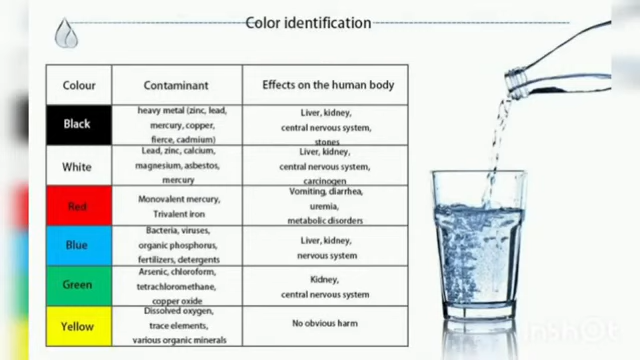 Color identification
Colour Contaminant Effects on the human body
Black
heavy metal (zinc, lead,
mercury, copper,
fierce, cadmium)
Liver, kidney,
central nervous system,
stones
White
Lead, zinc, calcium,
magnesium, asbestos,
mercury
Liver, kidney,
central nervous system,
carcinogen
Red
Monovalent mercury,
Trivalent iron
Vomiting, diarrhea,
uremia,
metabolic disorders
Blue
Bacteria, viruses,
organic phosphorus,
fertilizers, detergents
Liver, kidney,
nervous system
Green
Arsenic, chloroform,
tetrachloromethane,
copper oxide
Kidney,
central nervous system
Yellow
Dissolved oxygen,
trace elements,
various organic minerals
No obvious harm
InShOt